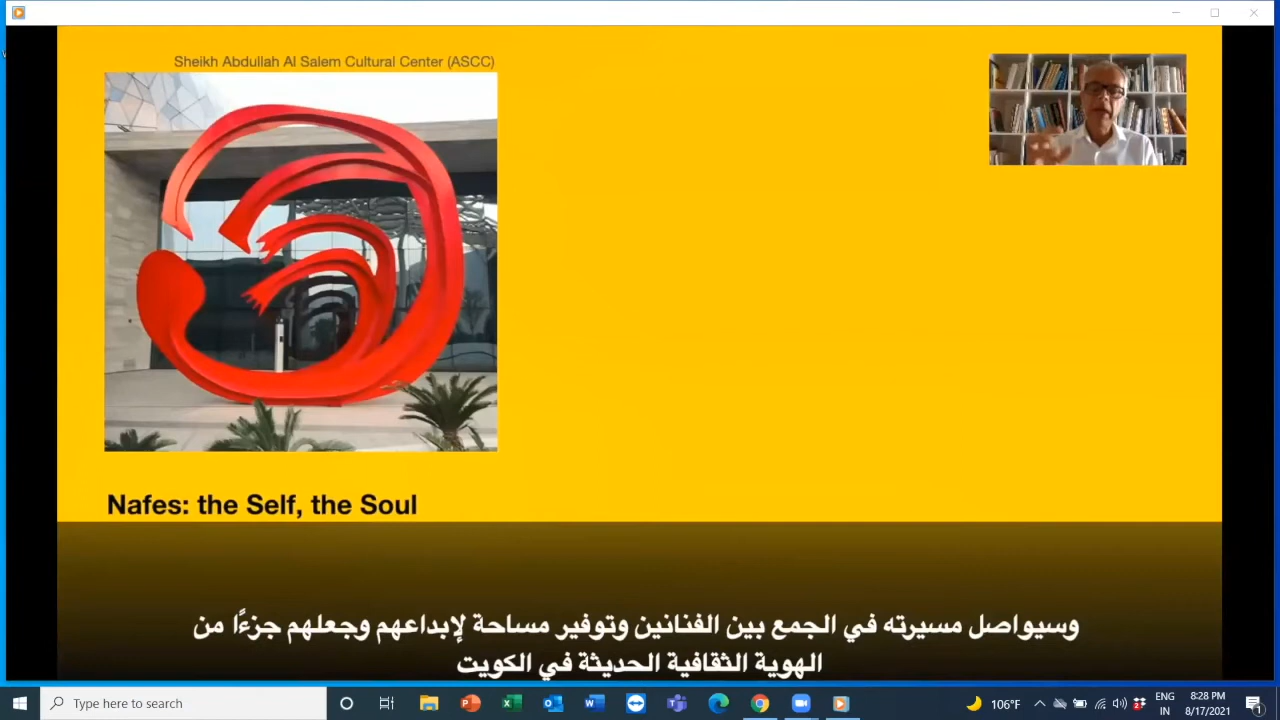 Sheikh Abdullah Al Salem Cultural Center (ASCC)
Nafes: the Self, the Soul
وسيواصل مسيرته في الجمع بين الفنانين وتوفير مساحة لإبداعهم وجعلهم جزءًا من
الهوية الثقافية الحديثة في الكويت
Type here to search
106°F
ENG
IN
8:28 PM
8/17/2021
1